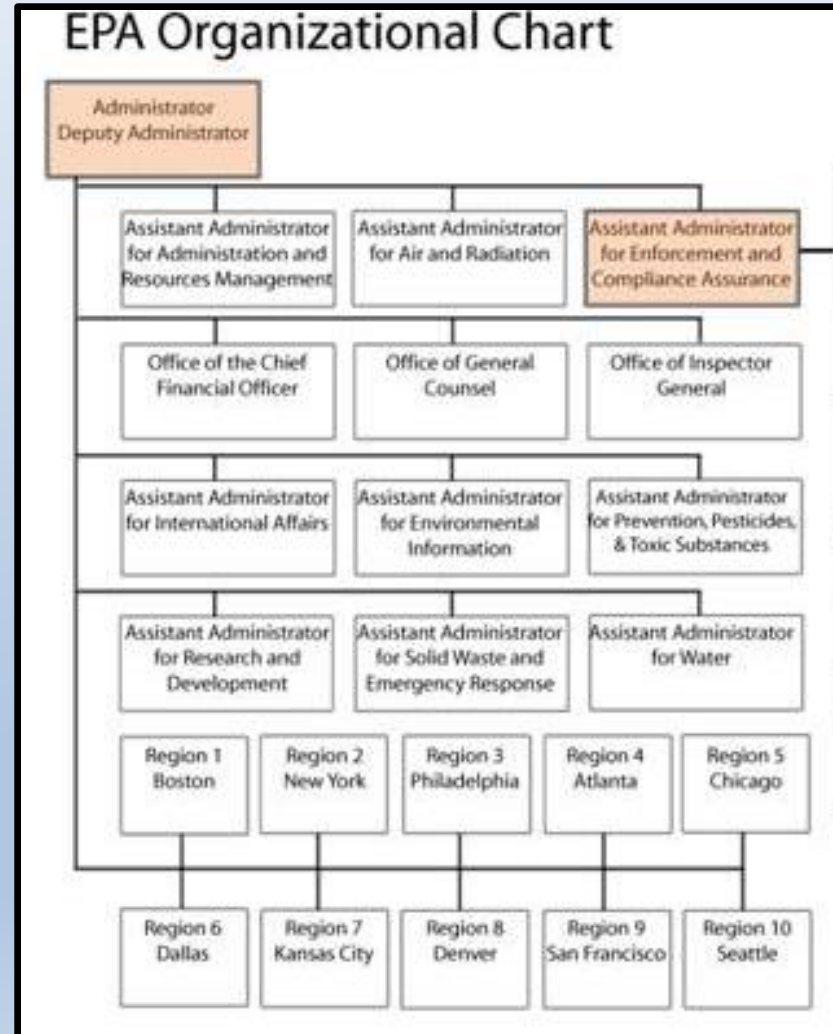 EPA Organizational Chart
Administrator
Deputy Administrator
Assistant Administrator
for Administration and
Resources Management
Assistant Administrator
for Air and Radiation
Assistant Administrator
for Enforcement and
Compliance Assurance
Office of the Chief
Financial Officer
Office of General
Counsel
Office of Inspector
General
Assistant Administrator
for International Affairs
Assistant Administrator
for Environmental
Information
Assistant Administrator
for Prevention, Pesticides,
& Toxic Substances
Assistant Administrator
for Research and
Development
Assistant Administrator
for Solid Waste and
Emergency Response
Assistant Administrator
for Water
Region 1
Boston
Region 2
New York
Region 3
Philadelphia
Region 4
Atlanta
Region 5
Chicago
Region 6
Dallas
Region 7
Kansas City
Region 8
Denver
Region 9
San Francisco
Region 10
Seattle